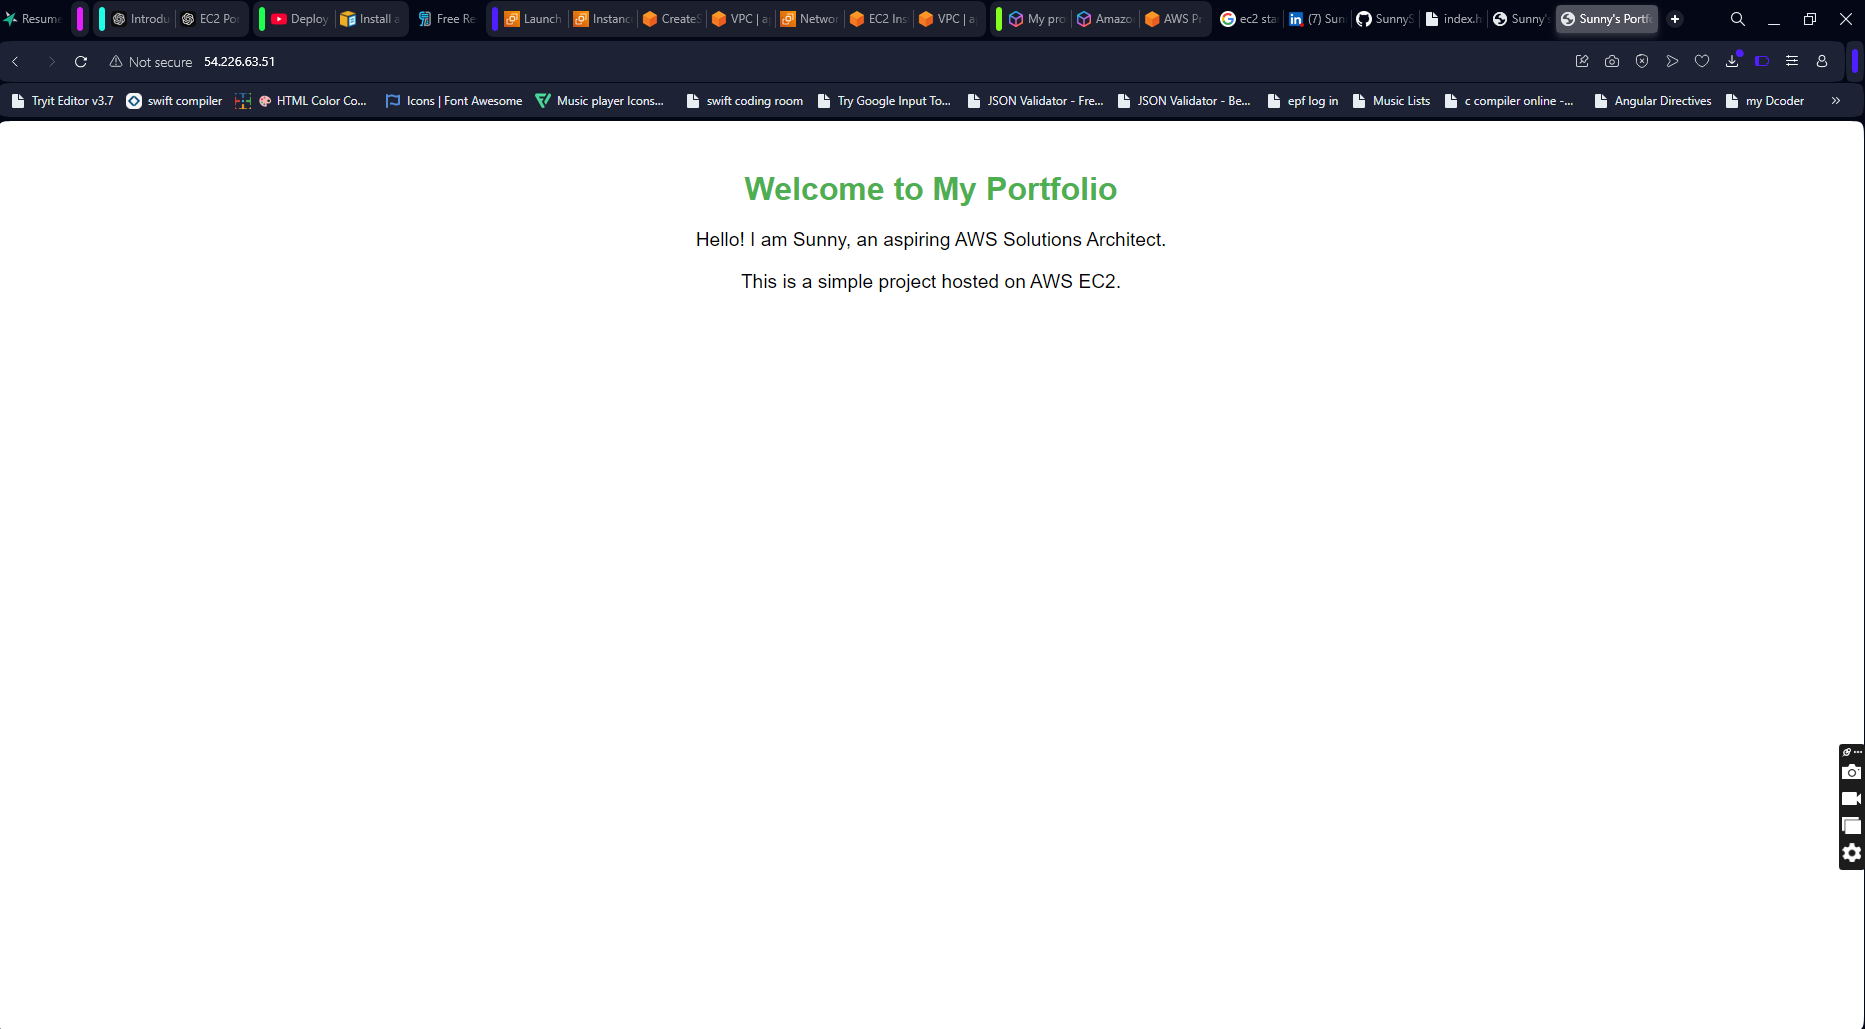 Resume Introdu EC2 Po Deploy Install a Free Re Launch Instanc CreateS VPC | a Networ EC2 Ins VPC | a My pro Amazo AWS Pr ec2 sta (7) Sun SunnyS index.h Sunny's Sunny's Portfo
Not secure 54.226.63.51
Tryit Editor v3.7 swift compiler HTML Color Co... Icons | Font Awesome Music player Icons... swift coding room Try Google Input To... JSON Validator - Fre... JSON Validator - Be... epf log in Music Lists c compiler online -... Angular Directives my Dcoder
Welcome to My Portfolio
Hello! I am Sunny, an aspiring AWS Solutions Architect.
This is a simple project hosted on AWS EC2.